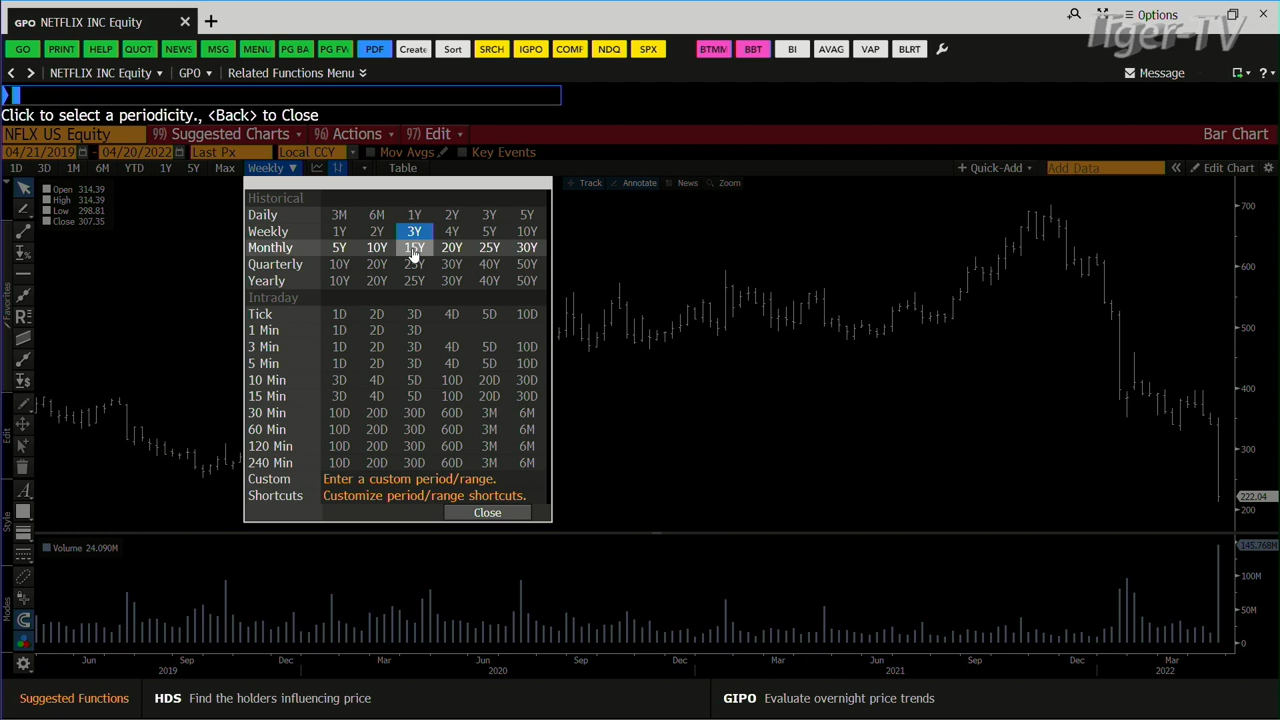 GPO NETFLIX INC Equity
Options
Tiger-TV
GO PRINT HELP QUOT NEWS MSG MENU PG BA PG FW PDF Create Sort SRCH IGPO COMF NDQ SPX BTMM BBT BI AVAG VAP BLRT
NETFLIX INC Equity GPO Related Functions Menu Message ?
Click to select a periodicity., <Back> to Close
NFLX US Equity 99) Suggested Charts 96) Actions 97) Edit Bar Chart
04/21/2019 - 04/20/2022 Last Px Local CCY Mov Avgs Key Events
1D 3D 1M 6M YTD 1Y 5Y Max Weekly ▼ Table + Quick-Add Add Data « Edit Chart
Track Annotate News Zoom
Open 314.39
High 314.39
Low 298.81
Close 307.35
Historical
Daily 3M 6M 1Y 2Y 3Y 5Y
Weekly 1Y 2Y 3Y 4Y 5Y 10Y
Monthly 5Y 10Y 15Y 20Y 25Y 30Y
Quarterly 10Y 20Y 25Y 30Y 40Y 50Y
Yearly 10Y 20Y 25Y 30Y 40Y 50Y
Intraday
Tick 1D 2D 3D 4D 5D 10D
1 Min 1D 2D 3D
3 Min 1D 2D 3D 4D 5D 10D
5 Min 1D 2D 3D 4D 5D 10D
10 Min 3D 4D 5D 10D 20D 30D
15 Min 3D 4D 5D 10D 20D 30D
30 Min 10D 20D 30D 60D 3M 6M
60 Min 10D 20D 30D 60D 3M 6M
120 Min 10D 20D 30D 60D 3M 6M
240 Min 10D 20D 30D 60D 3M 6M
Custom Enter a custom period/range.
Shortcuts Customize period/range shortcuts.
Close
700
600
500
400
300
222.04
200
Favorites
Edit
Style
Modes
Volume 24.090M
145.768M
100M
50M
0
Jun Sep Dec Mar Jun Sep Dec Mar Jun Sep Dec Mar
2019 2020 2021 2022
Suggested Functions HDS Find the holders influencing price GIPO Evaluate overnight price trends